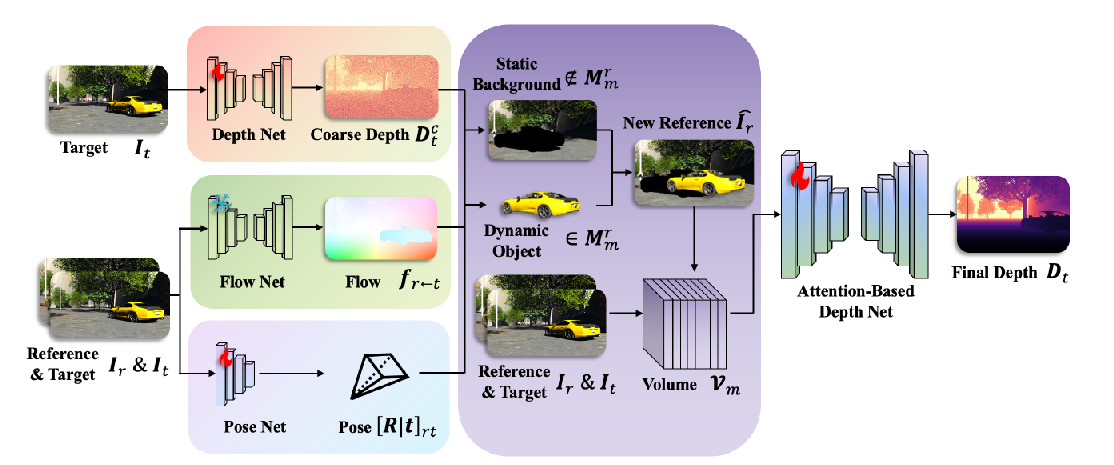 Target I_t
Depth Net
Coarse Depth D_t^c
Flow Net
Flow f_{r←t}
Reference
& Target I_r & I_t
Pose Net
Pose [R|t]_{rt}
Static
Background ∉ M_m^r
Dynamic
Object ∈ M_m^r
New Reference Î_r
Reference
& Target I_r & I_t
Volume 𝒱_m
Attention-Based
Depth Net
Final Depth D_t